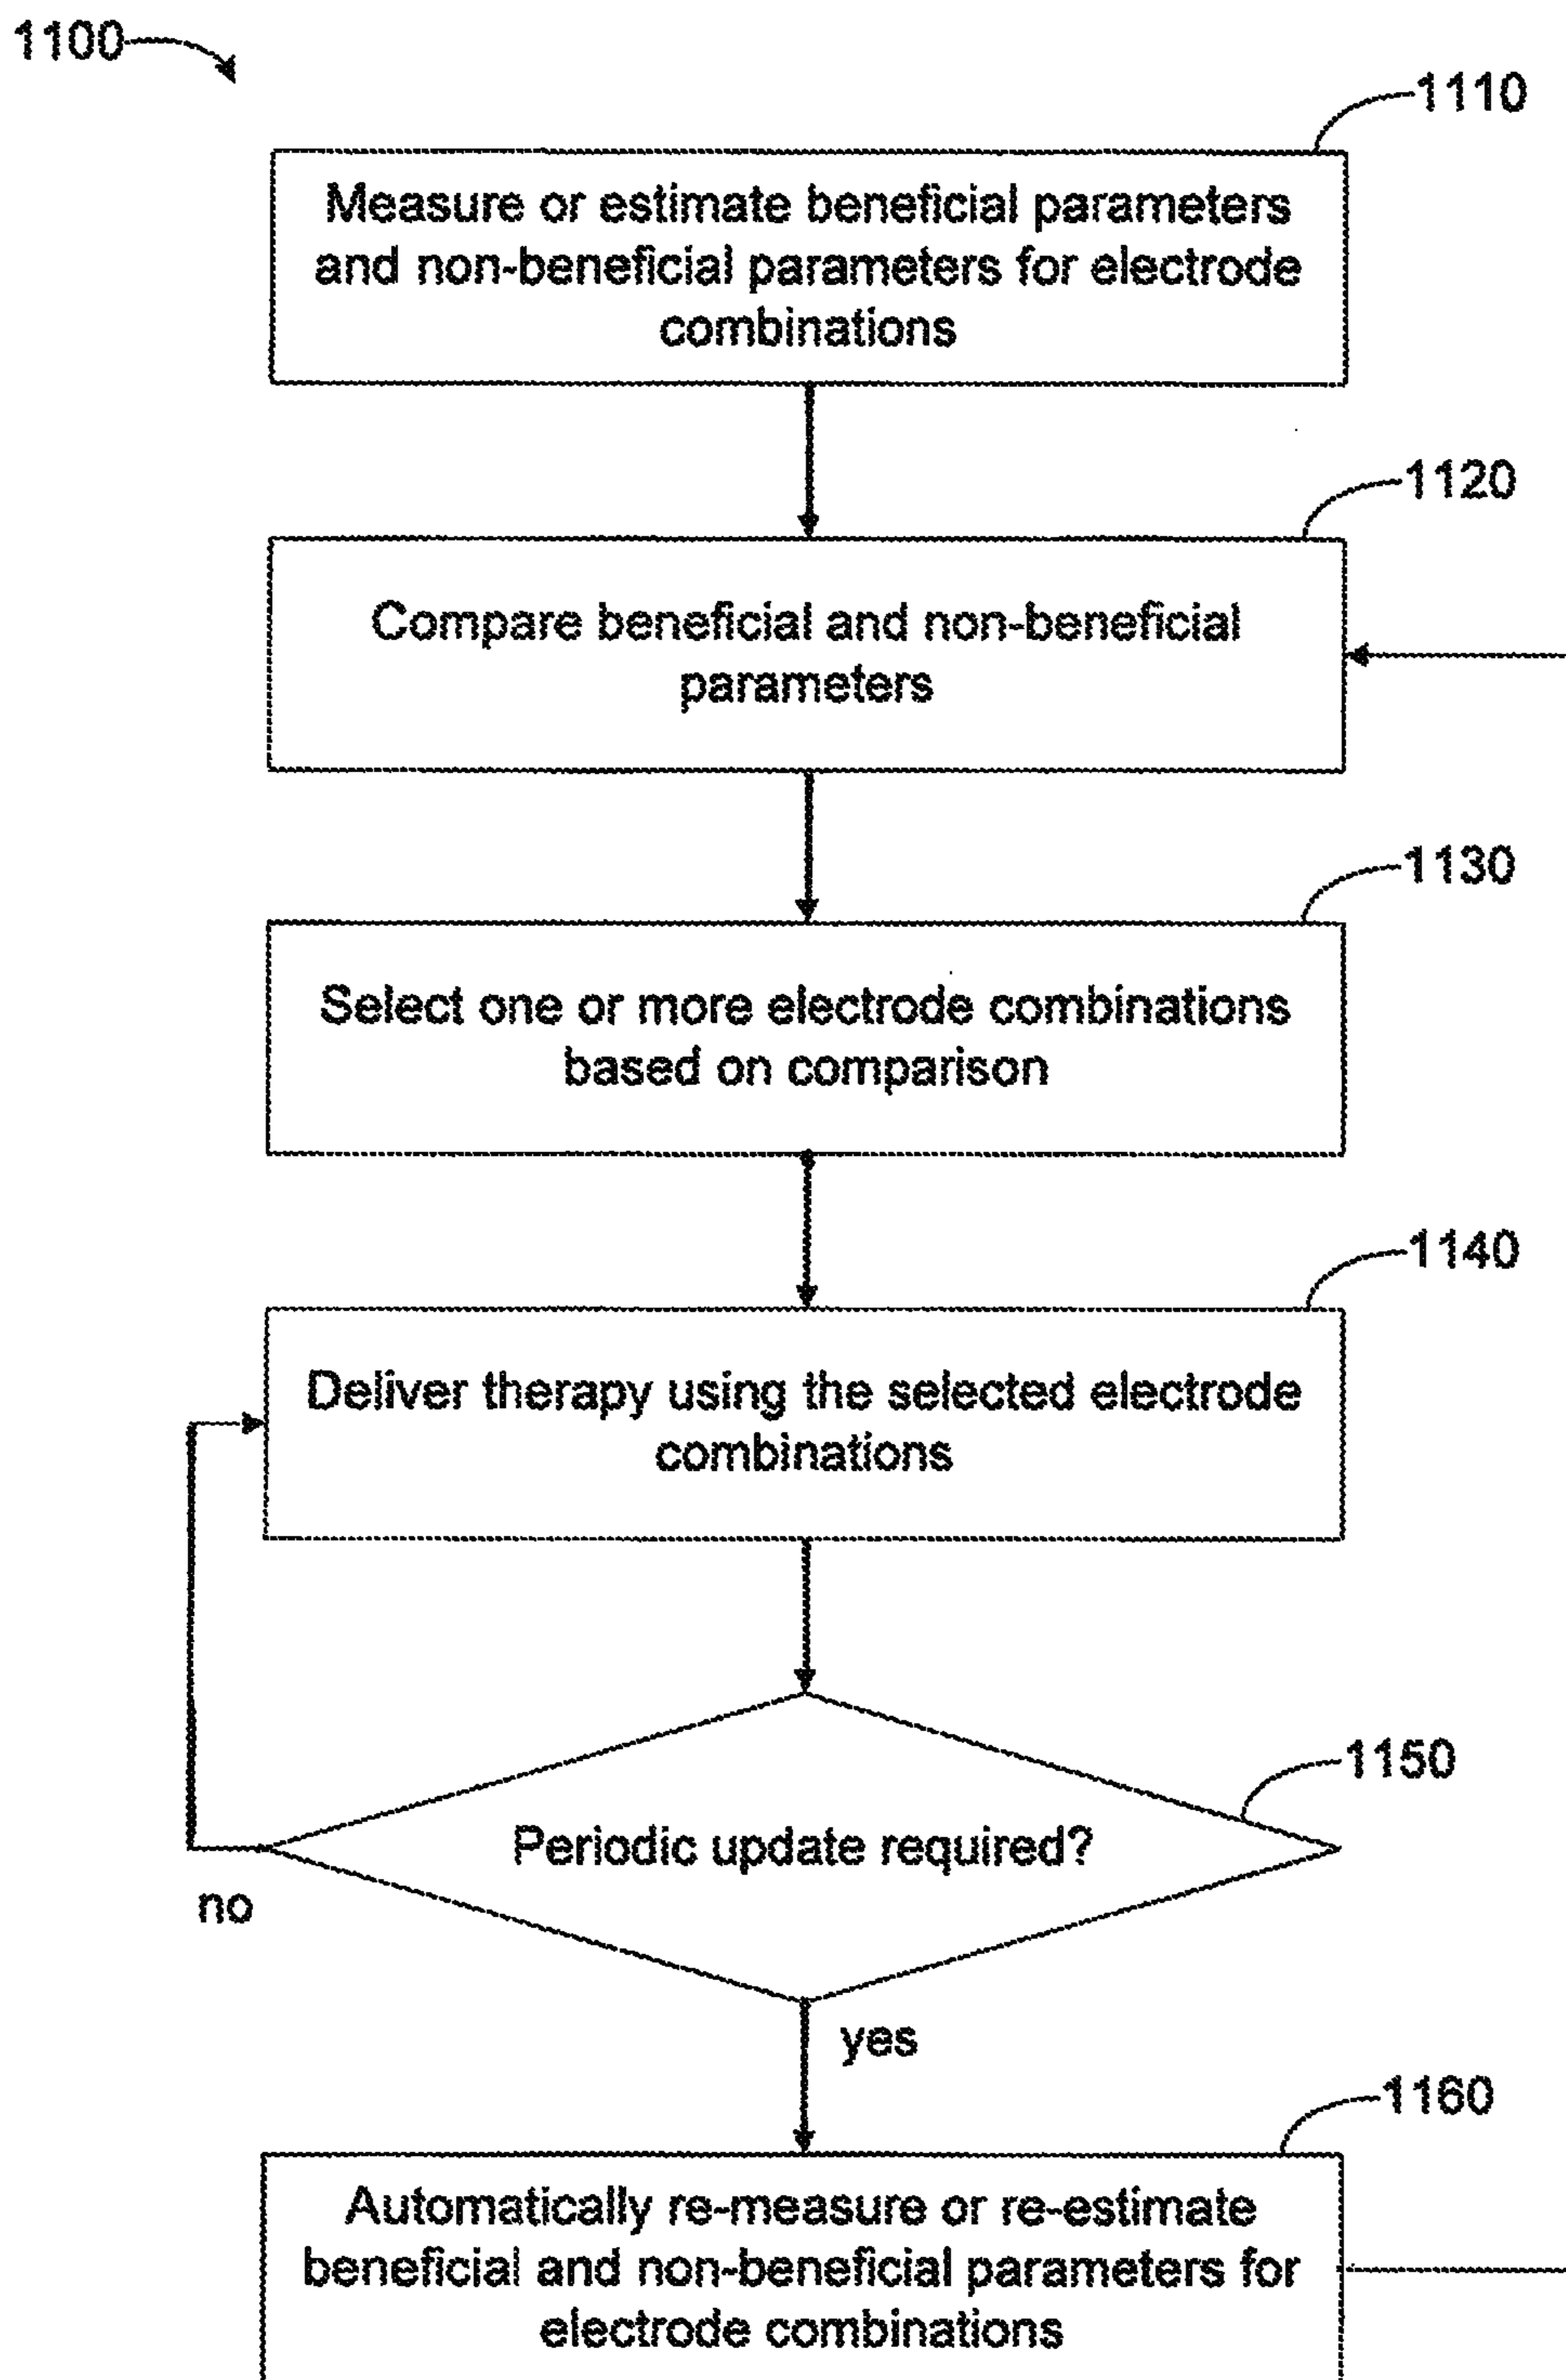 1100
1110
Measure or estimate beneficial parameters
and non-beneficial parameters for electrode
combinations
1120
Compare beneficial and non-beneficial
parameters
1130
Select one or more electrode combinations
based on comparison
1140
Deliver therapy using the selected electrode
combinations
1150
Periodic update required?
no
yes
1160
Automatically re-measure or re-estimate
beneficial and non-beneficial parameters for
electrode combinations